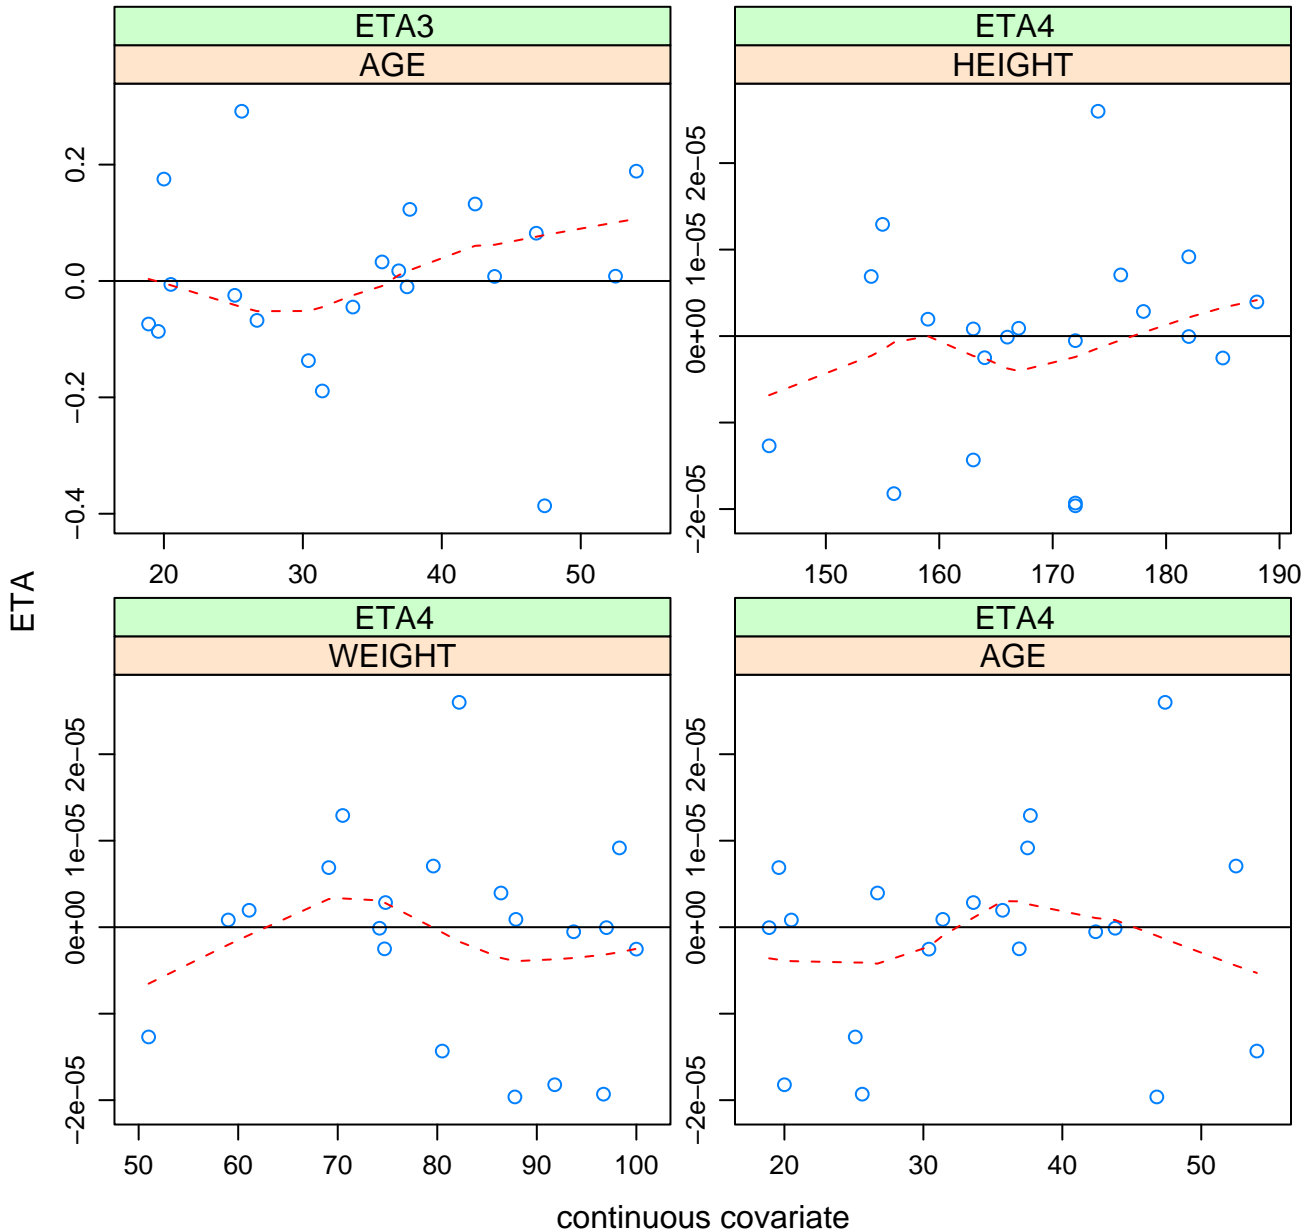 ETA3
AGE
0.2
0.0
−0.2
−0.4
20 30 40 50
ETA4
HEIGHT
2e−05
1e−05
0e+00
−2e−05
150 160 170 180 190
ETA4
WEIGHT
2e−05
1e−05
0e+00
−2e−05
50 60 70 80 90 100
ETA4
AGE
2e−05
1e−05
0e+00
−2e−05
20 30 40 50
ETA
continuous covariate